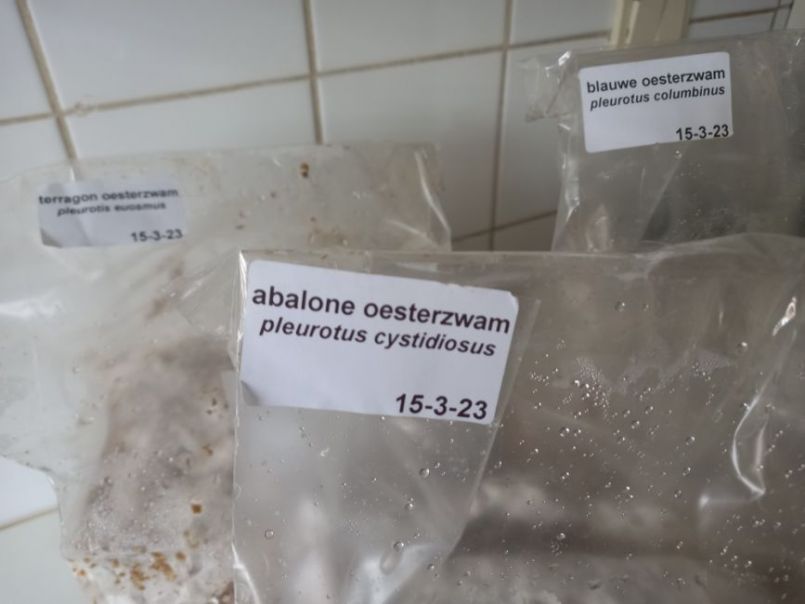 terragon oesterzwam
pleurotis euosmus
15-3-23
blauwe oesterzwam
pleurotus columbinus
15-3-23
abalone oesterzwam
pleurotus cystidiosus
15-3-23